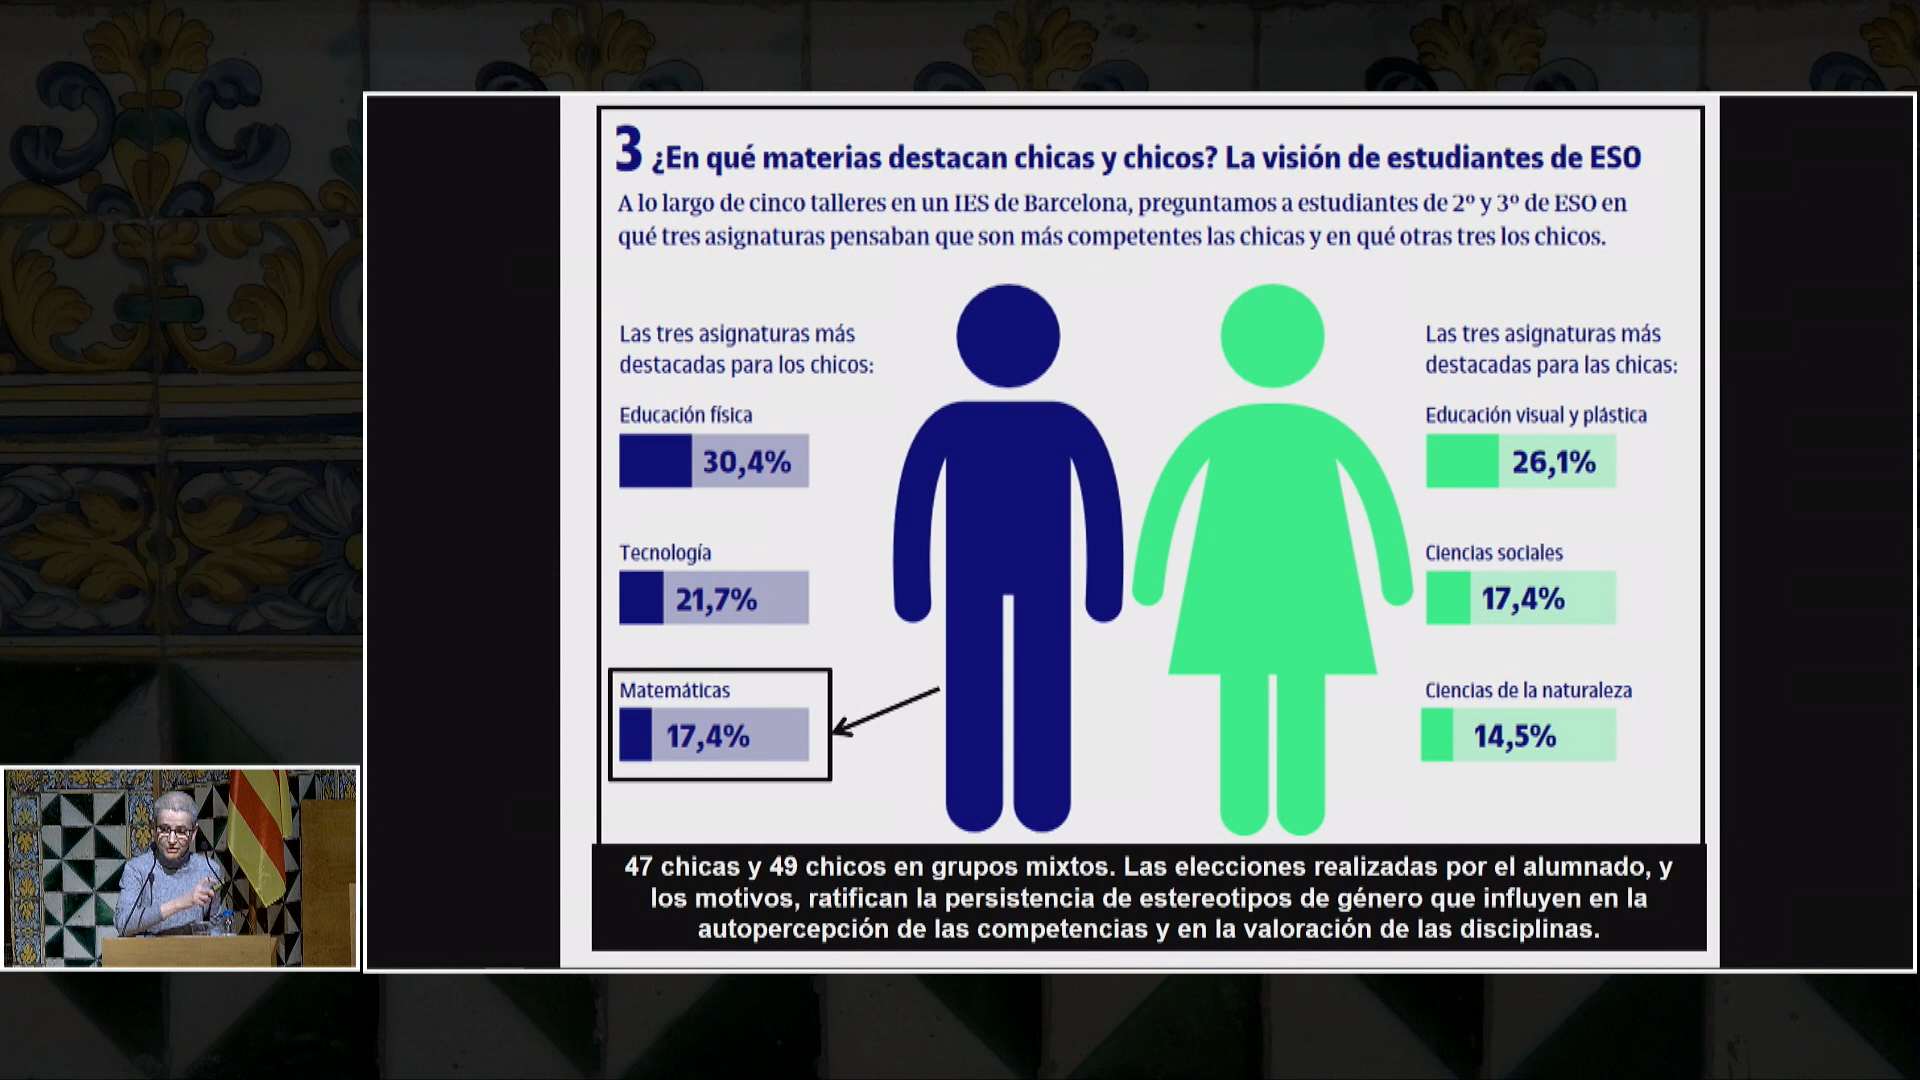 3 ¿En qué materias destacan chicas y chicos? La visión de estudiantes de ESO
A lo largo de cinco talleres en un IES de Barcelona, preguntamos a estudiantes de 2º y 3º de ESO en
qué tres asignaturas pensaban que son más competentes las chicas y en qué otras tres los chicos.
Las tres asignaturas más
destacadas para los chicos:
Educación física
30,4%
Tecnología
21,7%
Matemáticas
17,4%
Las tres asignaturas más
destacadas para las chicas:
Educación visual y plástica
26,1%
Ciencias sociales
17,4%
Ciencias de la naturaleza
14,5%
47 chicas y 49 chicos en grupos mixtos. Las elecciones realizadas por el alumnado, y
los motivos, ratifican la persistencia de estereotipos de género que influyen en la
autopercepción de las competencias y en la valoración de las disciplinas.